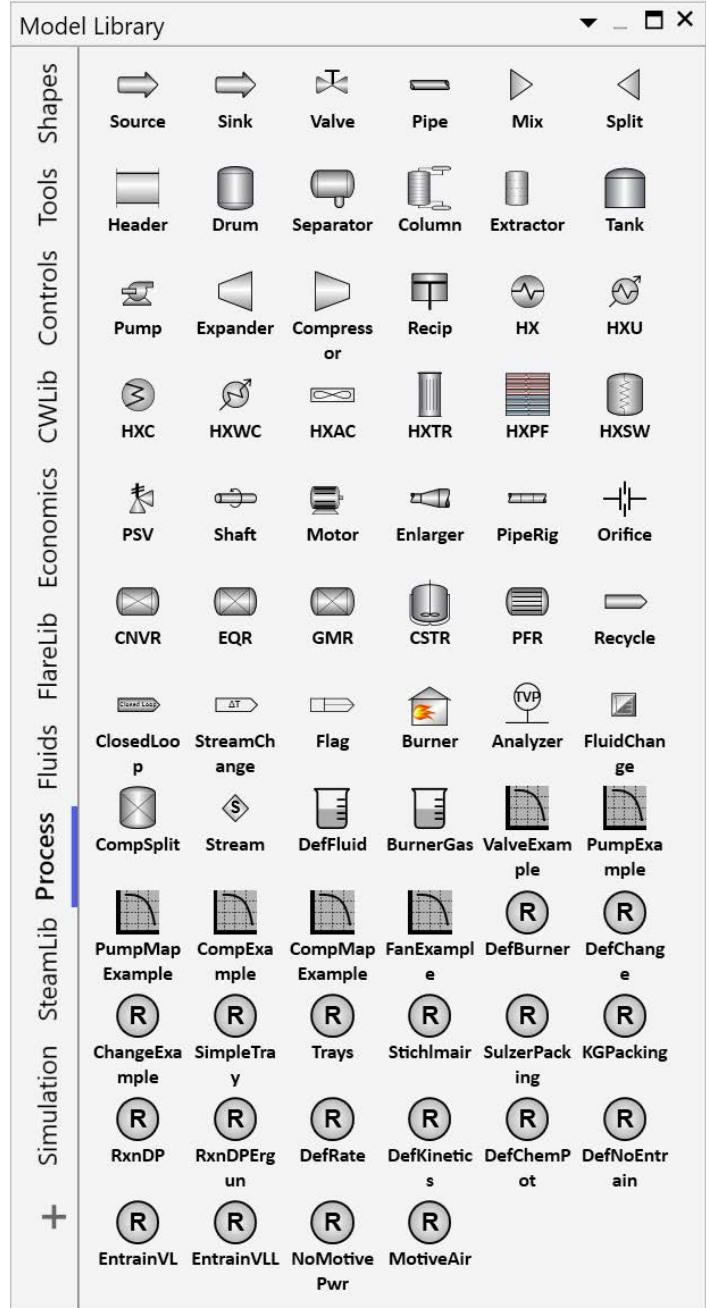 Model Library
Shapes
Tools
Controls
CWLib
Economics
FlareLib
Fluids
Process
SteamLib
Simulation
+
Source Sink Valve Pipe Mix Split
Header Drum Separator Column Extractor Tank
Pump Expander Compress Recip HX HXU
or
HXC HXWC HXAC HXTR HXPF HXSW
PSV Shaft Motor Enlarger PipeRig Orifice
CNVR EQR GMR CSTR PFR Recycle
Closed Loop ΔT TVP
ClosedLoo StreamCh Flag Burner Analyzer FluidChan
p ange ge
S
CompSplit Stream DefFluid BurnerGas ValveExam PumpExa
ple mple
R R
PumpMap CompExa CompMap FanExampl DefBurner DefChang
Example mple Example e e
R R R R R R
ChangeExa SimpleTra Trays Stichlmair SulzerPack KGPacking
mple y ing
R R R R R R
RxnDP RxnDPErg DefRate DefKinetic DefChemP DefNoEntr
un s ot ain
R R R R
EntrainVL EntrainVLL NoMotive MotiveAir
Pwr